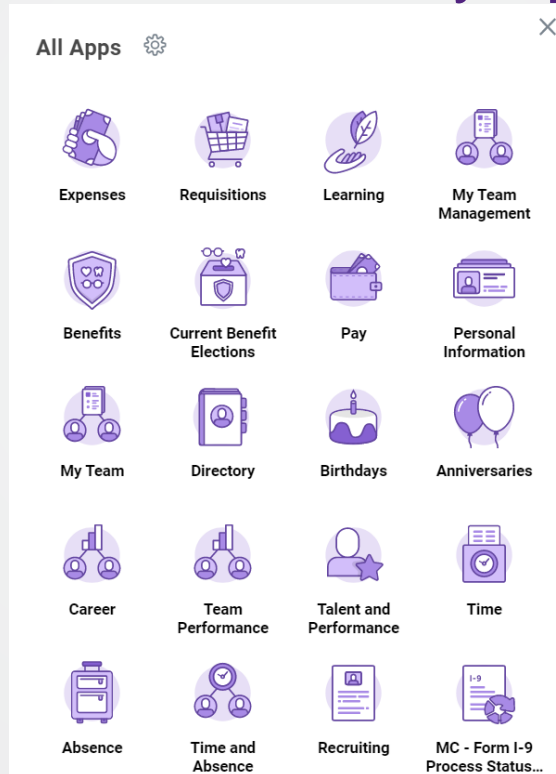 All Apps
Expenses
Requisitions
Learning
My Team
Management
Benefits
Current Benefit
Elections
Pay
Personal
Information
My Team
Directory
Birthdays
Anniversaries
Career
Team
Performance
Talent and
Performance
Time
Absence
Time and
Absence
Recruiting
I-9
MC - Form I-9
Process Status...